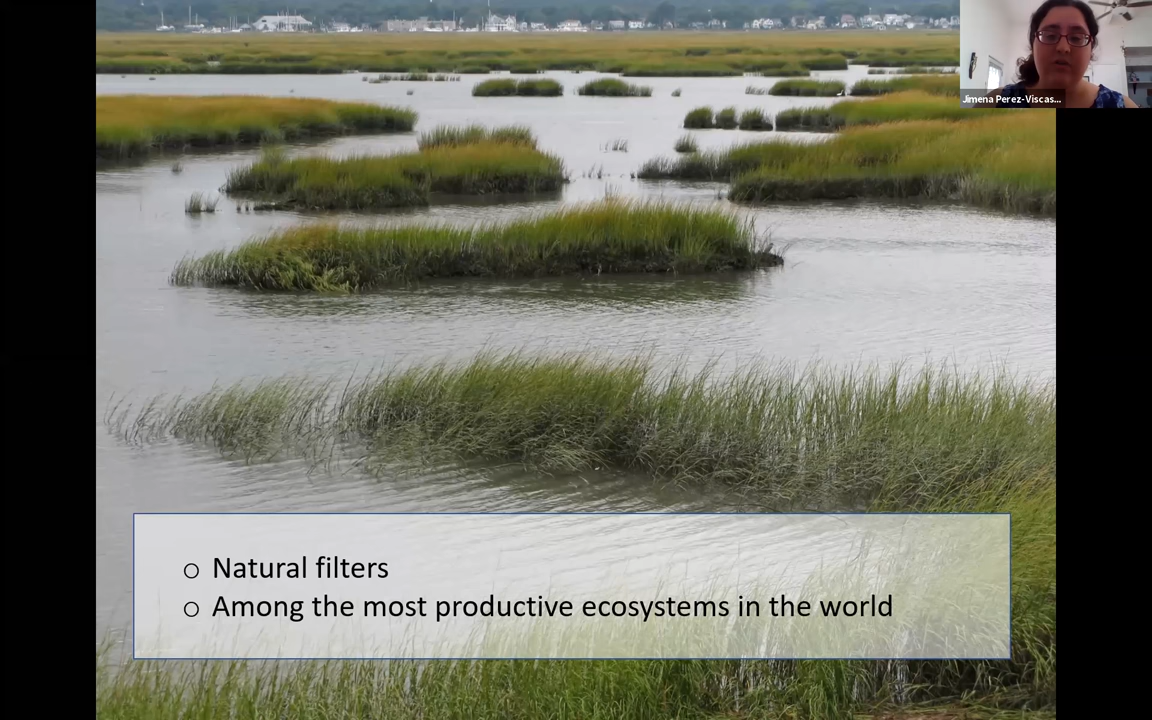 Jimena Perez-Viscas...
○ Natural filters
○ Among the most productive ecosystems in the world